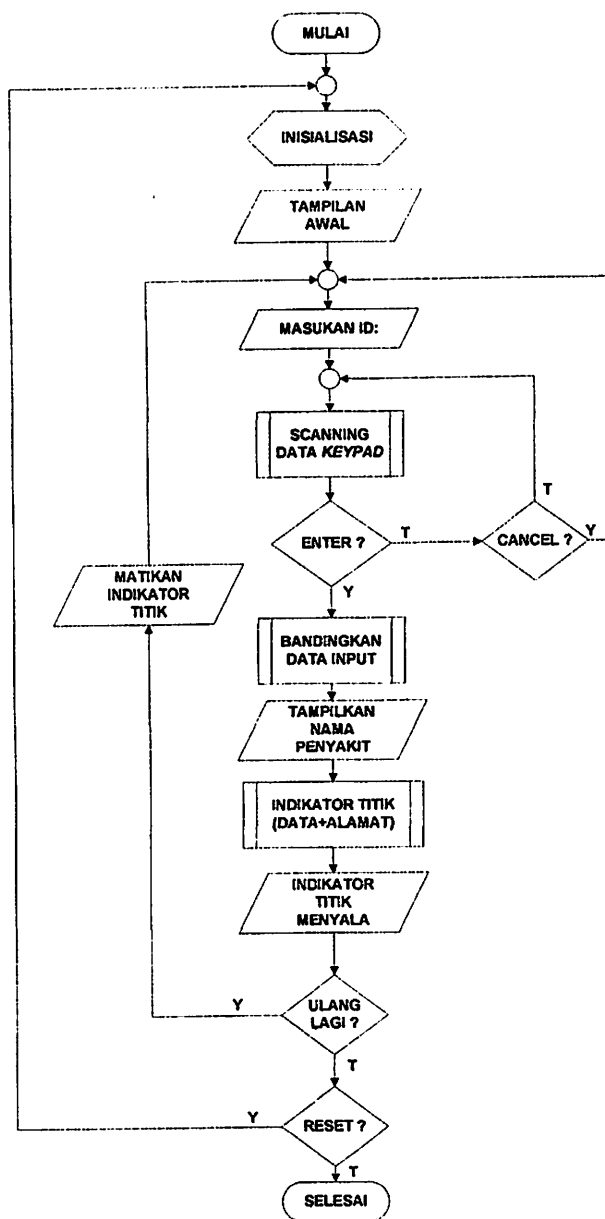 MULAI
INISIALISASI
TAMPILAN
AWAL
MASUKAN ID:
SCANNING
DATA KEYPAD
T
ENTER ?
T
CANCEL ?
Y
MATIKAN
INDIKATOR
TITIK
Y
BANDINGKAN
DATA INPUT
TAMPILKAN
NAMA
PENYAKIT
INDIKATOR TITIK
(DATA+ALAMAT)
INDIKATOR
TITIK
MENYALA
Y
ULANG
LAGI ?
T
Y
RESET ?
T
SELESAI